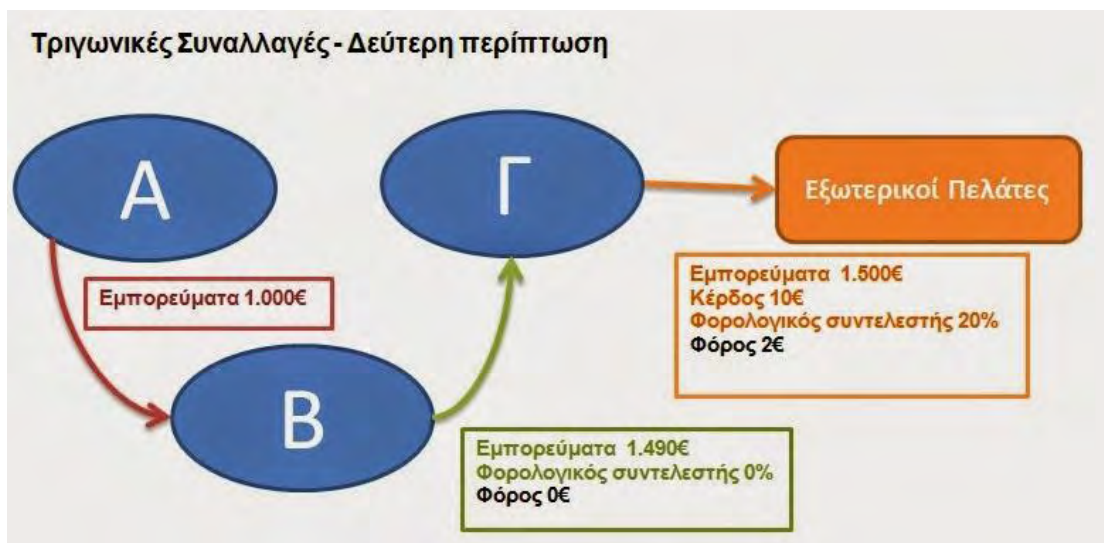 Τριγωνικές Συναλλαγές - Δεύτερη περίπτωση
Α
Γ
Εξωτερικοί Πελάτες
Εμπορεύματα 1.000€
Εμπορεύματα 1.500€
Κέρδος 10€
Φορολογικός συντελεστής 20%
Φόρος 2€
Β
Εμπορεύματα 1.490€
Φορολογικός συντελεστής 0%
Φόρος 0€